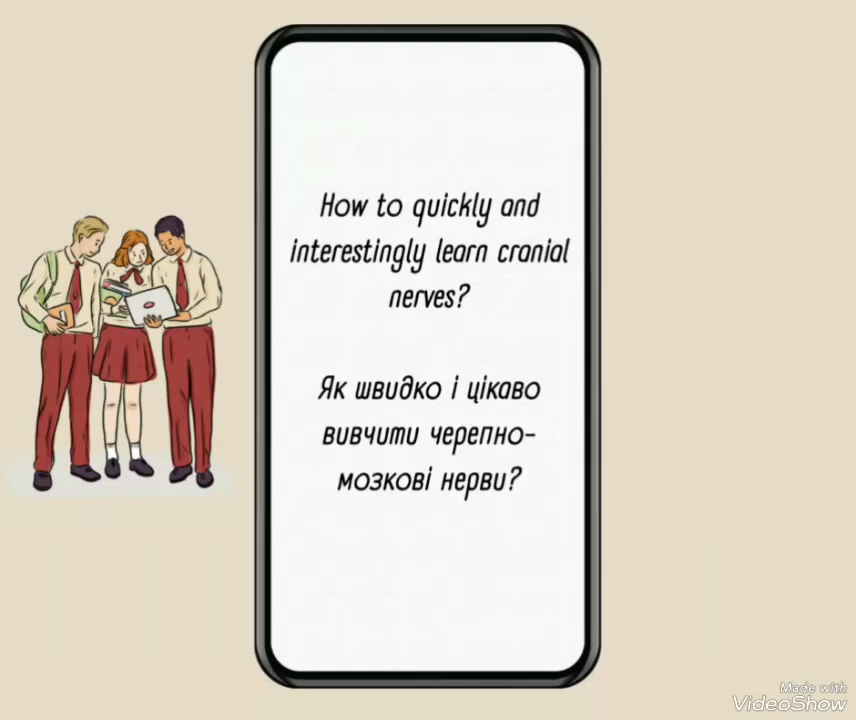 How to quickly and
interestingly learn cranial
nerves?
Як швидко і цікаво
вивчити черепно-
мозкові нерви?
Made with
VideoShow